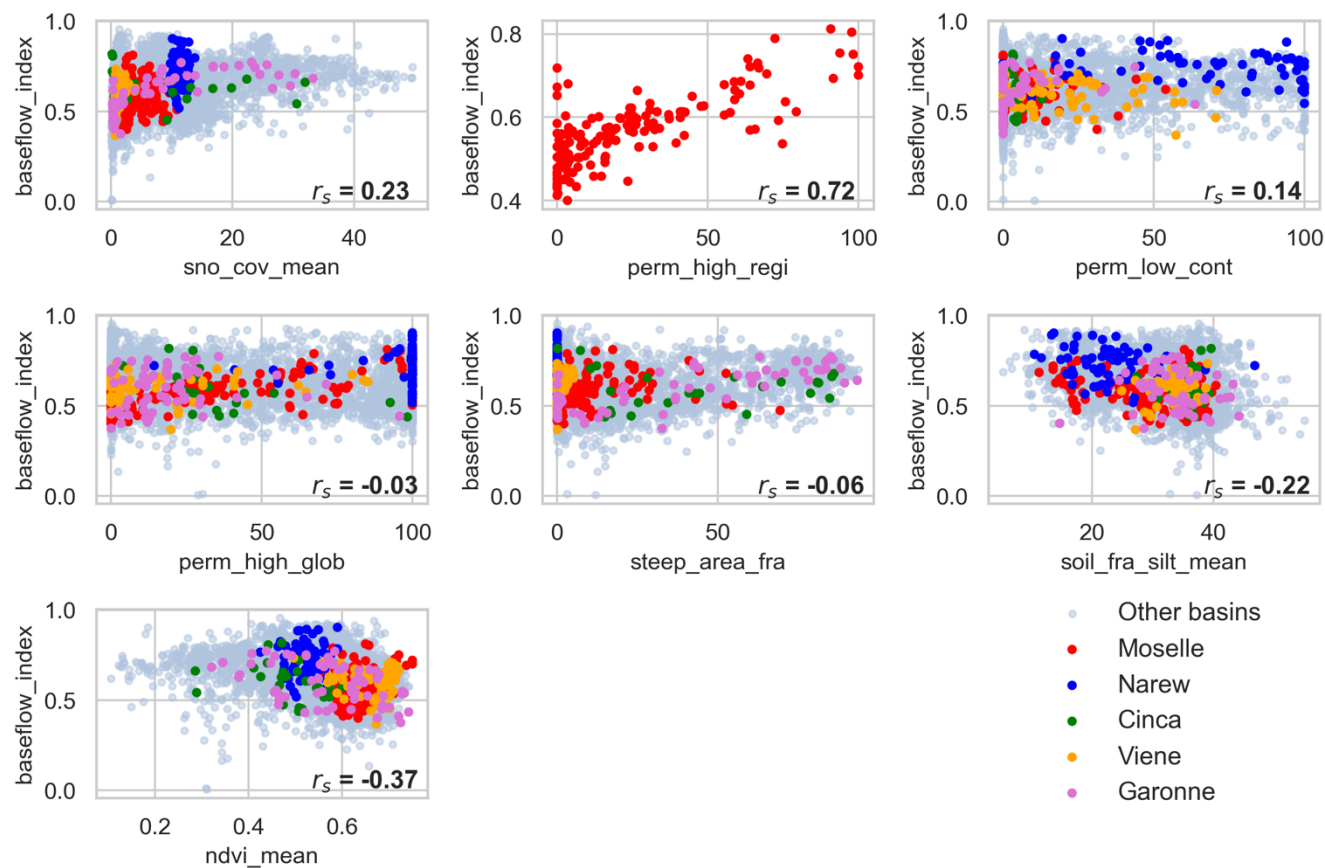 1.0
0.5
0.0
baseflow_index
r_s = 0.23
0 20 40
sno_cov_mean
0.8
0.6
0.4
baseflow_index
r_s = 0.72
0 50 100
perm_high_regi
1.0
0.5
0.0
baseflow_index
r_s = 0.14
0 50 100
perm_low_cont
1.0
0.5
0.0
baseflow_index
r_s = -0.03
0 50 100
perm_high_glob
1.0
0.5
0.0
baseflow_index
r_s = -0.06
0 50
steep_area_fra
1.0
0.5
0.0
baseflow_index
r_s = -0.22
20 40
soil_fra_silt_mean
1.0
0.5
0.0
baseflow_index
r_s = -0.37
0.2 0.4 0.6
ndvi_mean
Other basins
Moselle
Narew
Cinca
Viene
Garonne